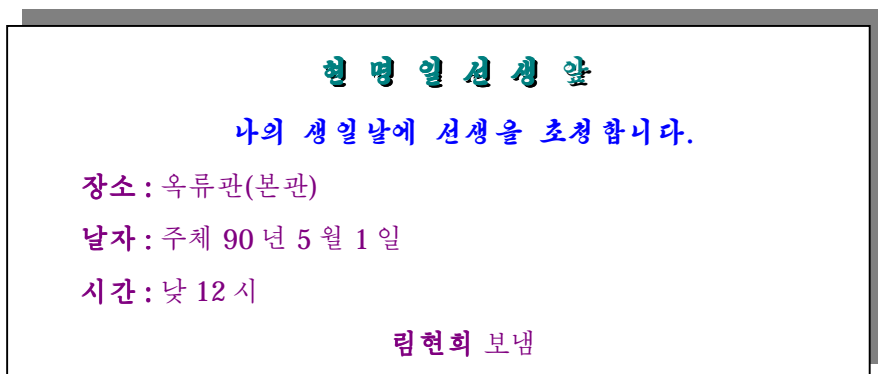 현 명 일 선 생 앞
나의 생일날에 선생을 초청합니다.
장소 : 옥류관(본관)
날자 : 주체 90 년 5 월 1 일
시간 : 낮 12 시
림현희 보냄